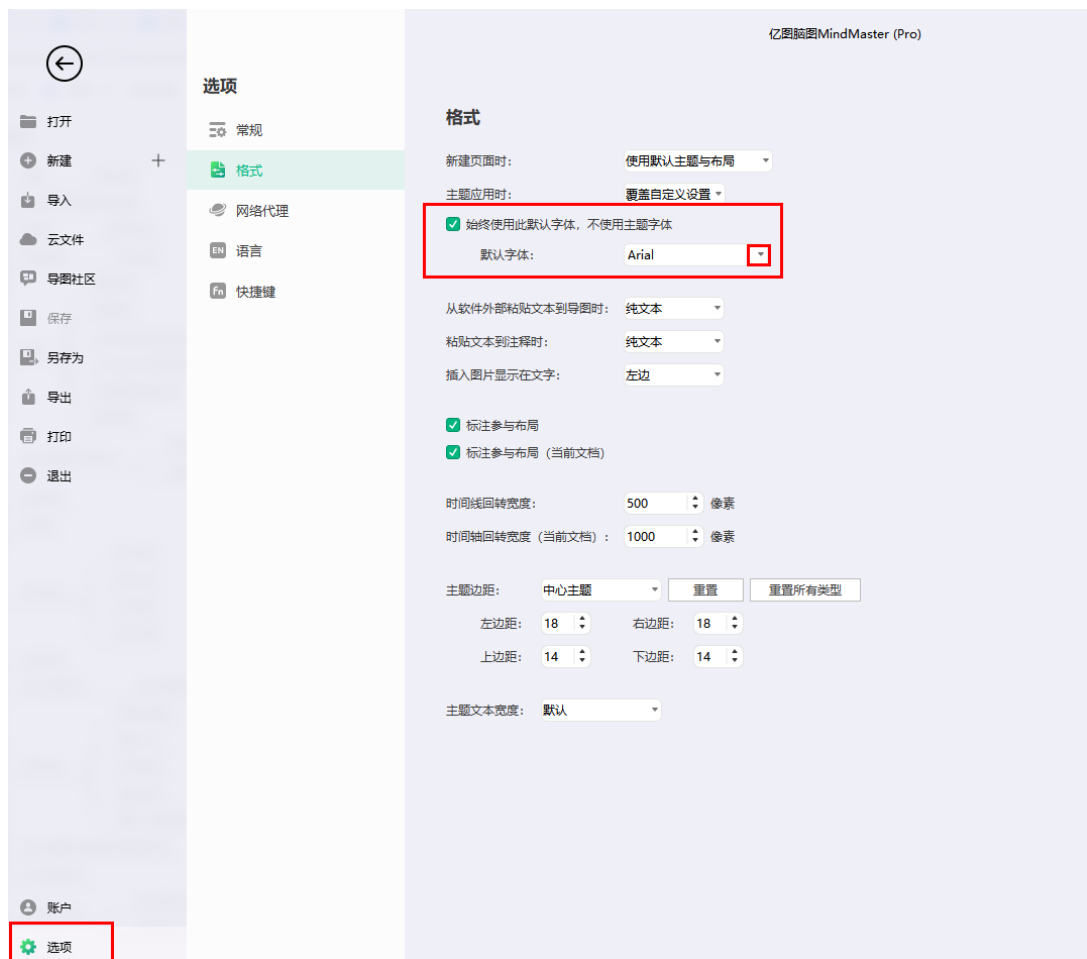 亿图脑图MindMaster (Pro)
打开
新建
导入
云文件
导图社区
保存
另存为
导出
打印
退出
账户
选项
选项
常规
格式
网络代理
EN 语言
Fn 快捷键
格式
新建页面时: 使用默认主题与布局
主题应用时: 覆盖自定义设置
始终使用此默认字体，不使用主题字体
默认字体: Arial
从软件外部粘贴文本到导图时: 纯文本
粘贴文本到注释时: 纯文本
插入图片显示在文字: 左边
标注参与布局
标注参与布局（当前文档）
时间线回转宽度: 500 像素
时间轴回转宽度（当前文档）: 1000 像素
主题边距: 中心主题 重置 重置所有类型
左边距: 18 右边距: 18
上边距: 14 下边距: 14
主题文本宽度: 默认